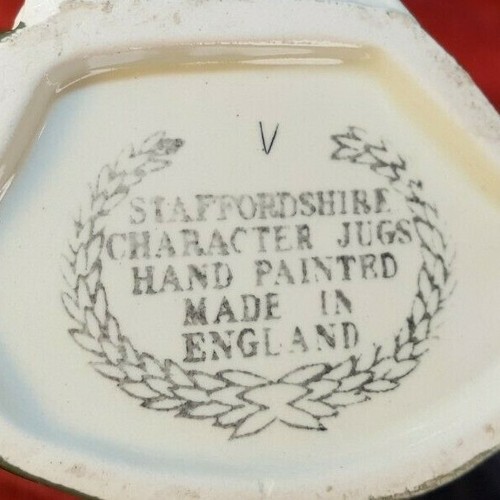 V
STAFFORDSHIRE
CHARACTER JUGS
HAND PAINTED
MADE IN
ENGLAND